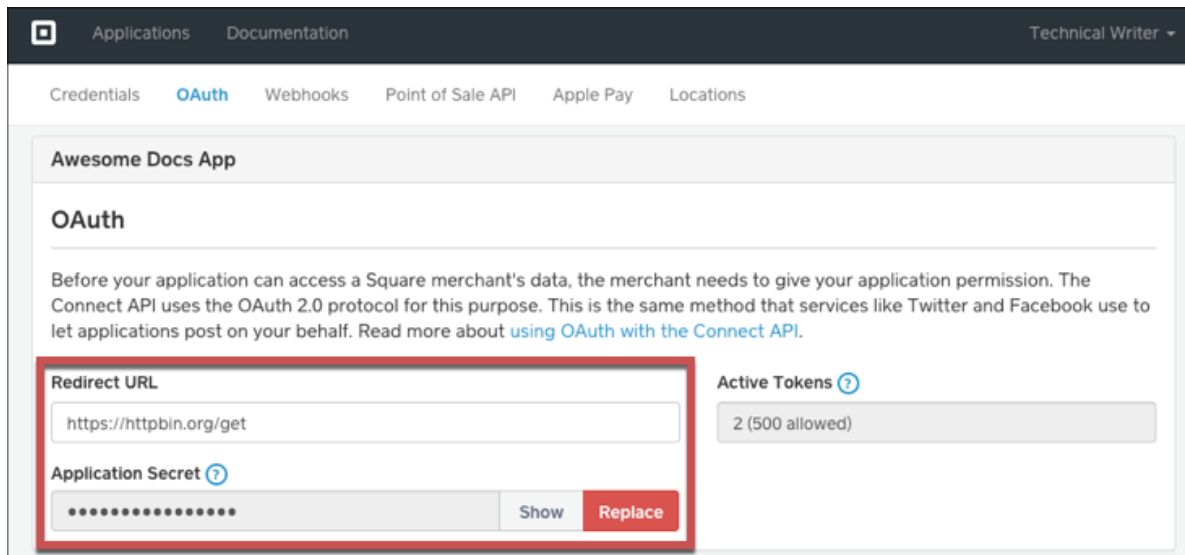 Applications Documentation Technical Writer
Credentials OAuth Webhooks Point of Sale API Apple Pay Locations
Awesome Docs App
OAuth
Before your application can access a Square merchant's data, the merchant needs to give your application permission. The
Connect API uses the OAuth 2.0 protocol for this purpose. This is the same method that services like Twitter and Facebook use to
let applications post on your behalf. Read more about using OAuth with the Connect API.
Redirect URL
https://httpbin.org/get
Application Secret ?
•••••••••••••••• Show Replace
Active Tokens ?
2 (500 allowed)